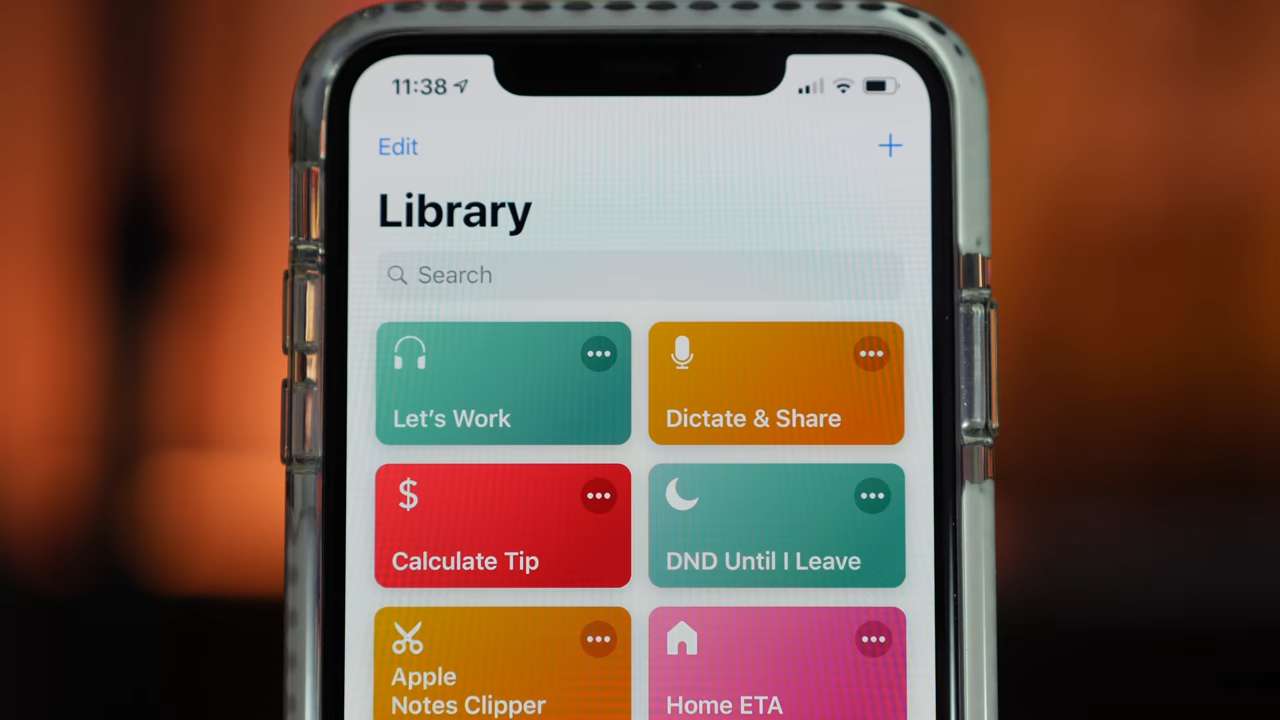 11:38
Edit
Library
Search
Let's Work
Dictate & Share
$
Calculate Tip
DND Until I Leave
Apple
Notes Clipper
Home ETA